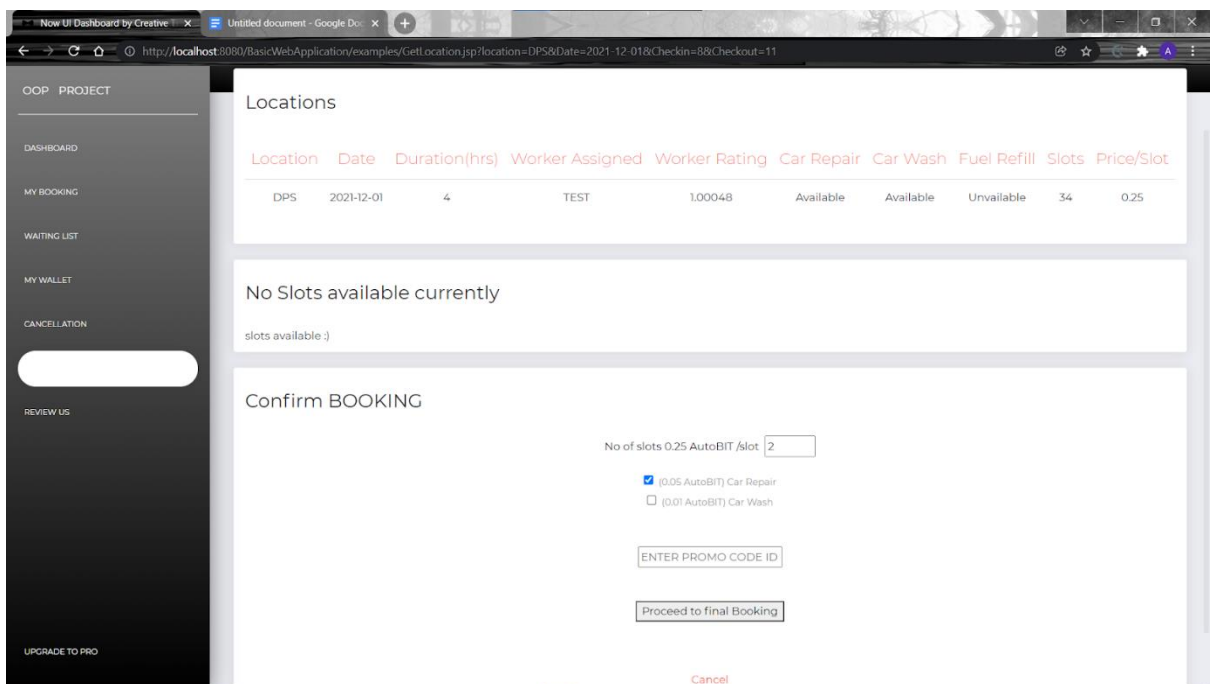 Now UI Dashboard by Creative T
Untitled document - Google Doc
http://localhost:8080/BasicWebApplication/examples/GetLocation.jsp?location=DPS&Date=2021-12-01&Checkin=8&Checkout=11
A
OOP PROJECT
DASHBOARD
MY BOOKING
WAITING LIST
MY WALLET
CANCELLATION
REVIEW US
UPGRADE TO PRO
Locations
Location Date Duration(hrs) Worker Assigned Worker Rating Car Repair Car Wash Fuel Refill Slots Price/Slot
DPS 2021-12-01 4 TEST 1.00048 Available Available Unvailable 34 0.25
No Slots available currently
slots available :)
Confirm BOOKING
No of slots 0.25 AutoBIT /slot 2
(0.05 AutoBIT) Car Repair
(0.01 AutoBIT) Car Wash
ENTER PROMO CODE ID
Proceed to final Booking
Cancel